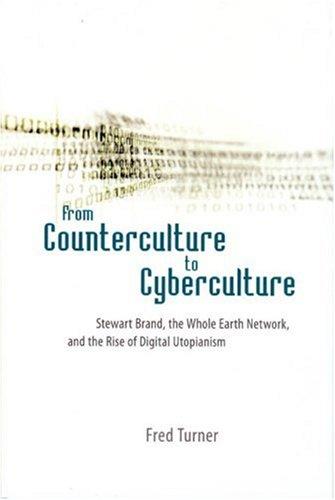 from
Counterculture
to
Cyberculture
Stewart Brand, the Whole Earth Network,
and the Rise of Digital Utopianism
Fred Turner